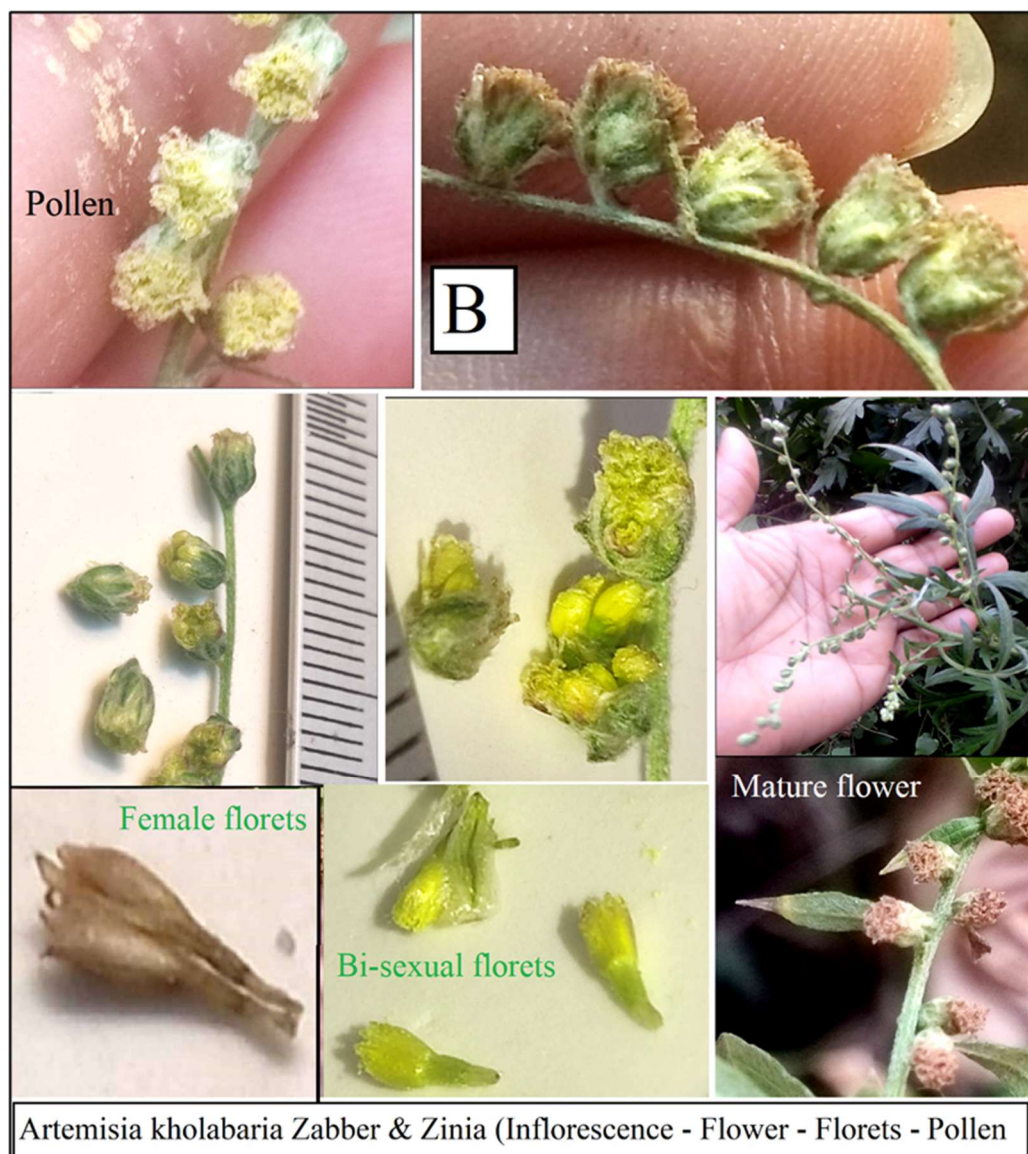 Pollen
B
Female florets
Bi-sexual florets
Mature flower
Artemisia kholabaria Zabber & Zinia (Inflorescence - Flower - Florets - Pollen